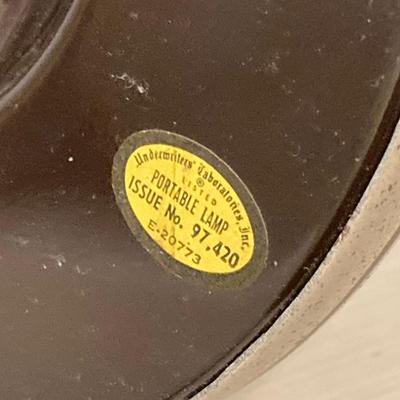 Underwriters' Laboratories, Inc.
®
LISTED
PORTABLE LAMP
ISSUE No. 97,420
E-20773